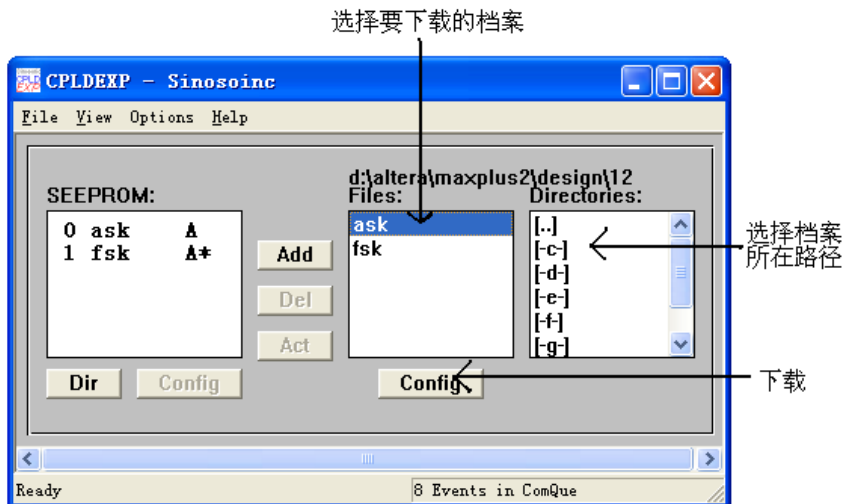 选择要下载的档案
CPLDEXP - Sinosoinc
File View Options Help
d:\altera\maxplus2\design\12
SEEPROM:
Files:
Directories:
0 ask A
1 fsk A*
Add
Del
Act
ask
fsk
[..]
[-c-]
[-d-]
[-e-]
[-f-]
[-g-]
选择档案
所在路径
Dir
Config
Config
下载
Ready
8 Events in ComQue